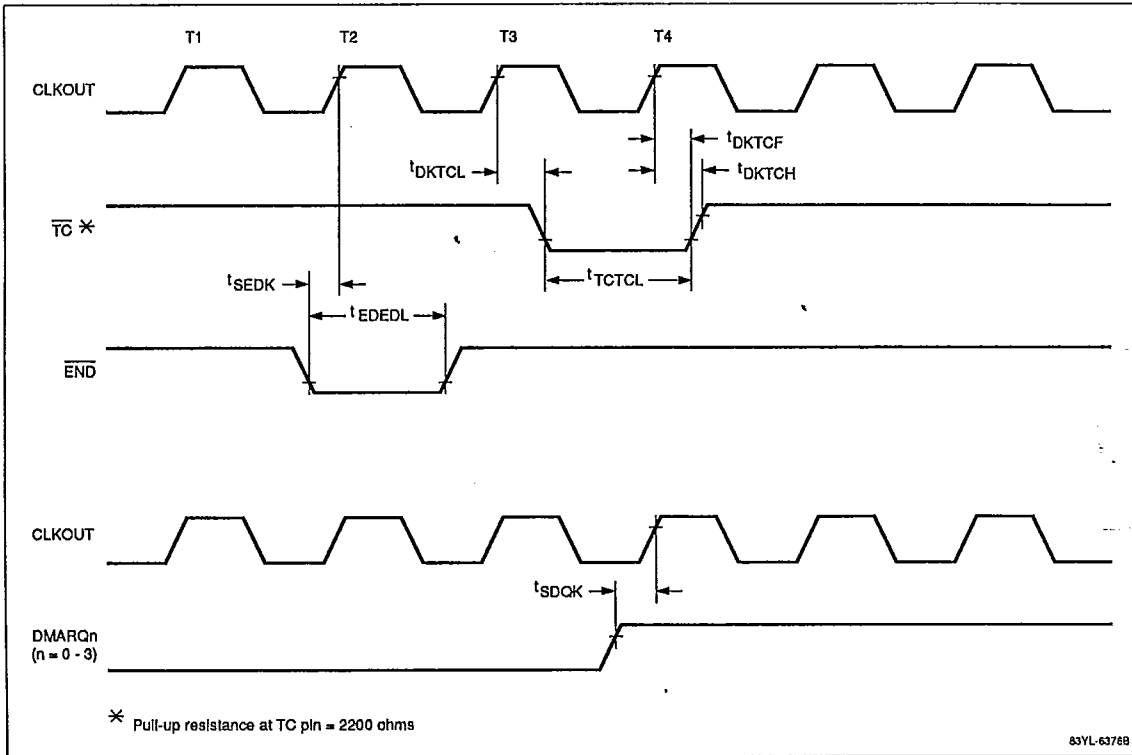 T1 T2 T3 T4
CLKOUT
tDKTCF
tDKTCL
tDKTCH
TC *
tTCTCL
tSEDK
tEDEDL
END
CLKOUT
tSDQK
DMARQn
(n = 0 - 3)
* Pull-up resistance at TC pin = 2200 ohms
83YL-6378B